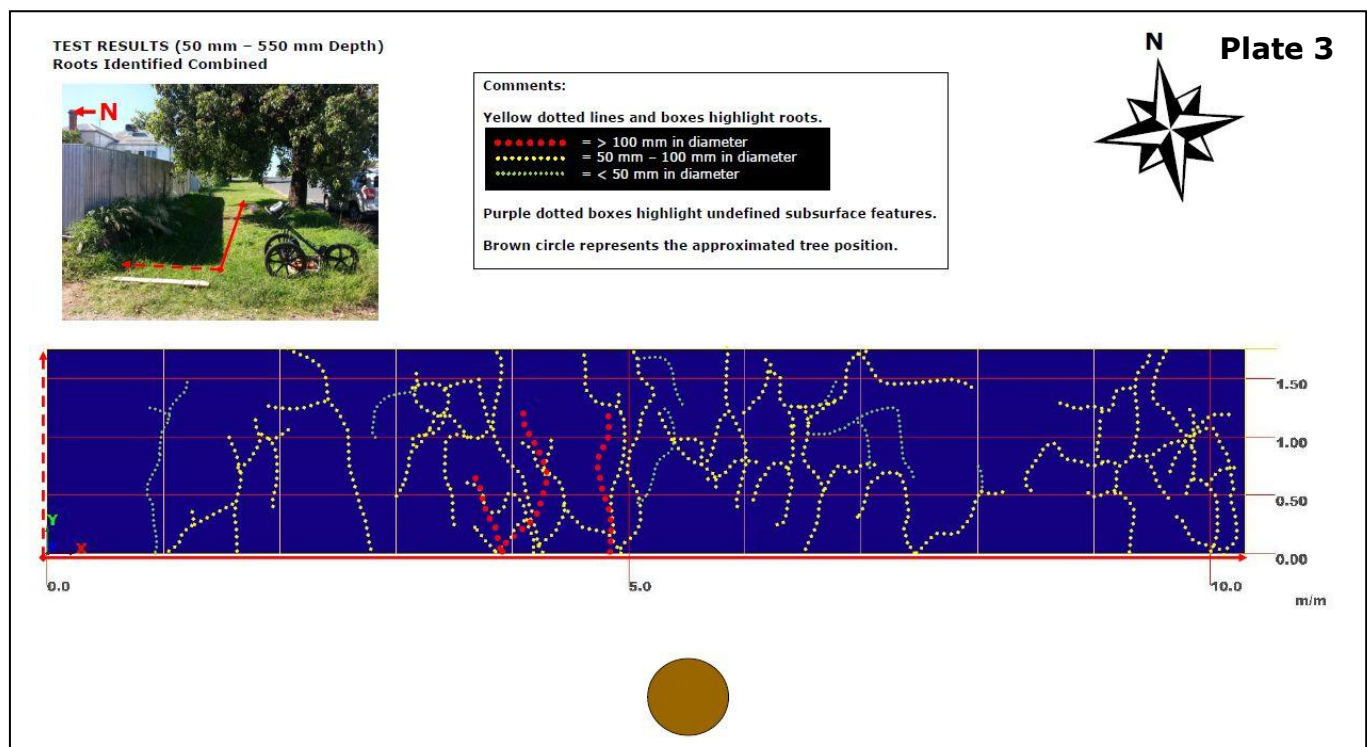 TEST RESULTS (50 mm – 550 mm Depth)
Roots Identified Combined
N
Comments:
Yellow dotted lines and boxes highlight roots.
= > 100 mm in diameter
= 50 mm – 100 mm in diameter
= < 50 mm in diameter
Purple dotted boxes highlight undefined subsurface features.
Brown circle represents the approximated tree position.
N
Plate 3
1.50
1.00
0.50
0.00
Y
X
0.0
5.0
10.0
m/m